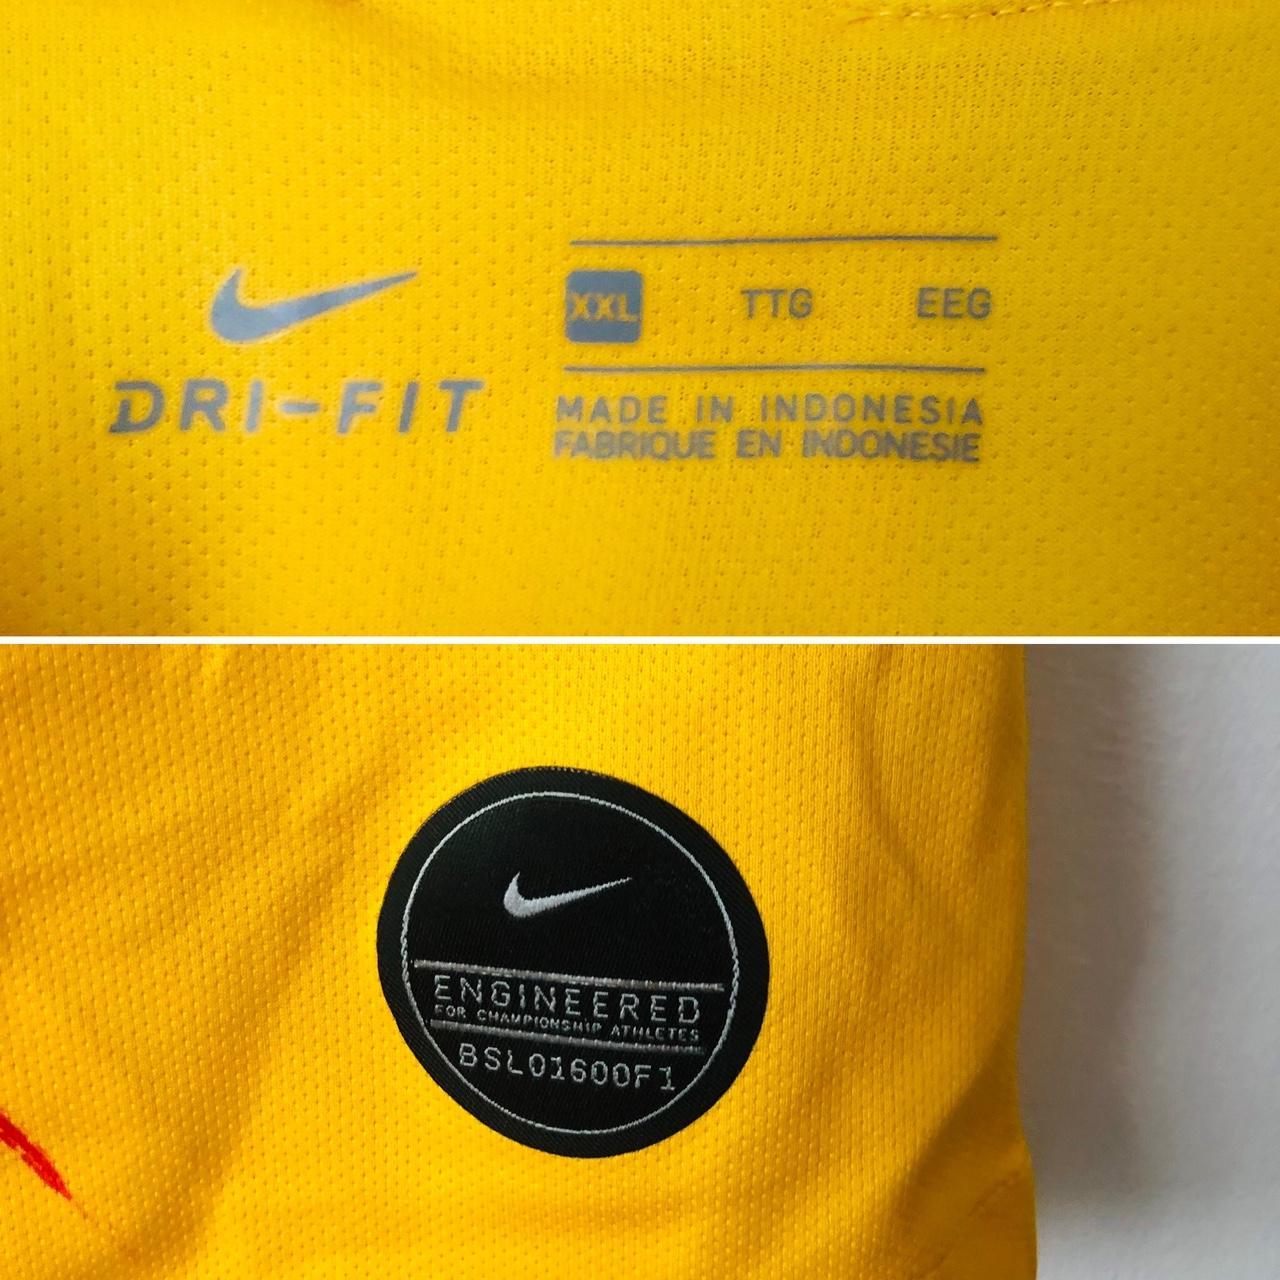 DRI-FIT
XXL TTG EEG
MADE IN INDONESIA
FABRIQUE EN INDONESIE
ENGINEERED
FOR CHAMPIONSHIP ATHLETES
BSL01600F1